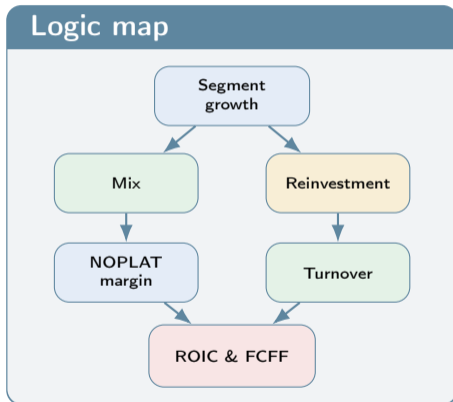 Logic map
Segment
growth
Mix
Reinvestment
NOPLAT
margin
Turnover
ROIC & FCFF